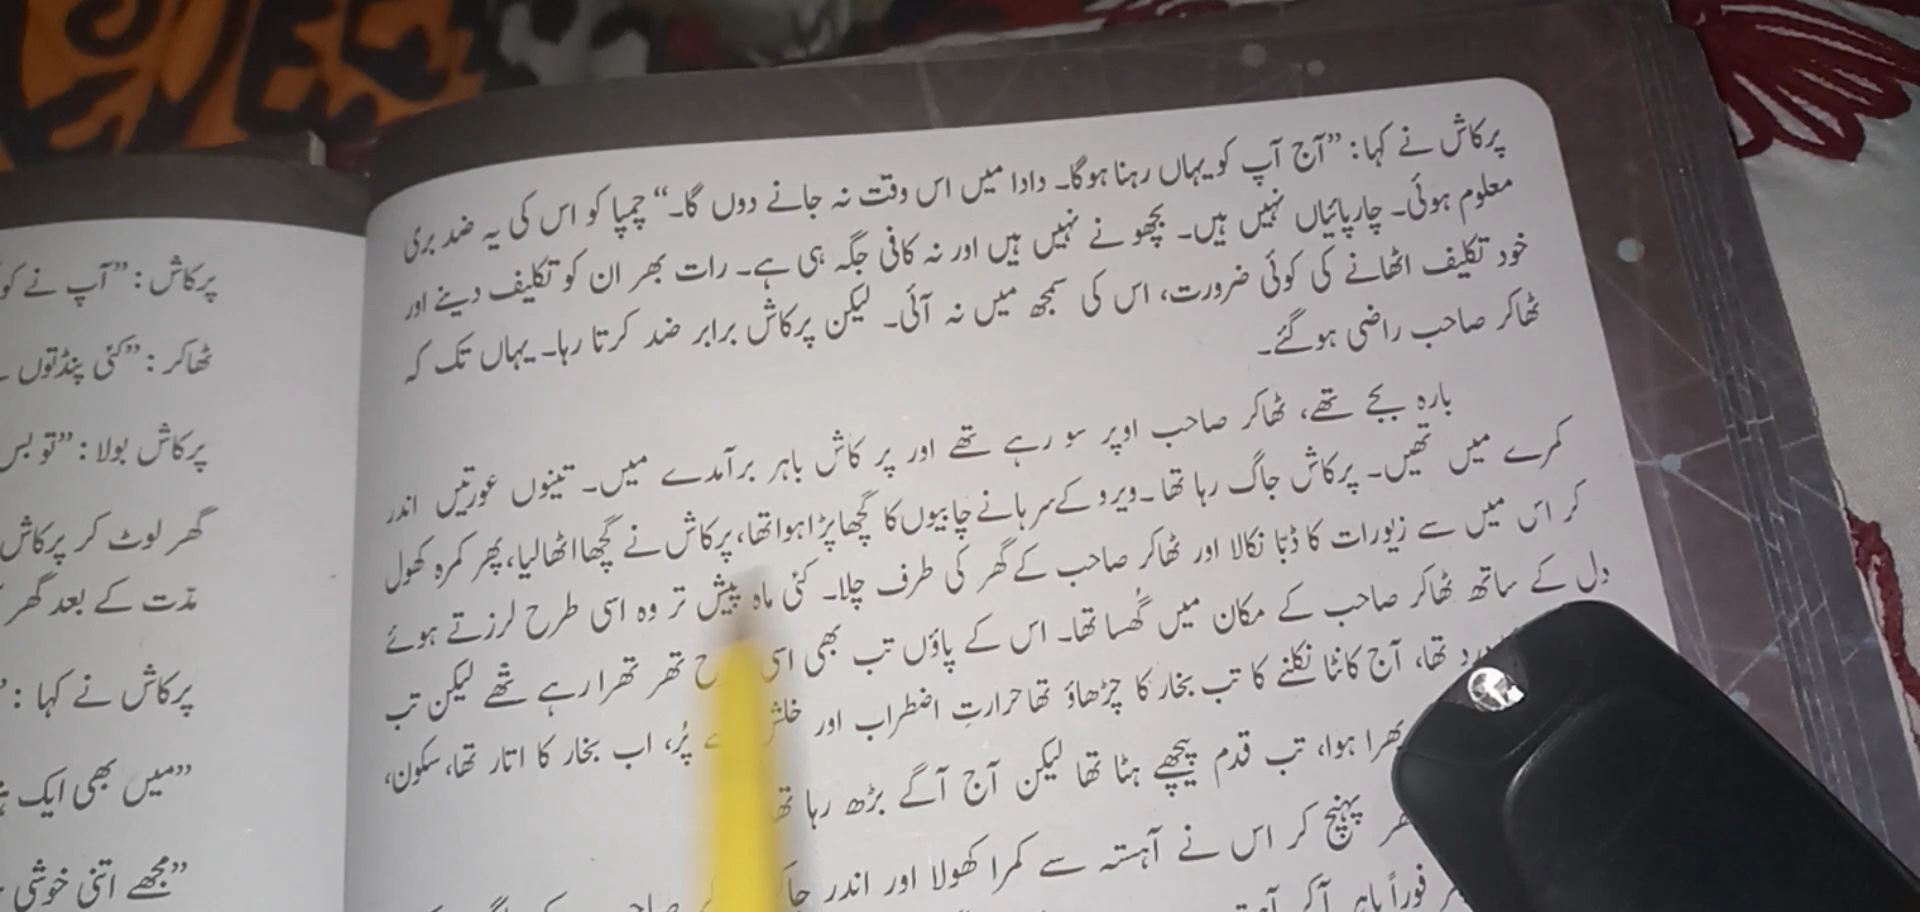 پرکاش نے کہا: ”آج آپ کو یہاں رہنا ہوگا۔ دادا میں اس وقت نہ جانے دوں گا۔“ چمپا کو اس کی یہ ضد بری
معلوم ہوئی۔ چارپائیاں نہیں ہیں۔ بچھونے نہیں ہیں اور نہ کافی جگہ ہی ہے۔ رات بھر ان کو تکلیف دینے اور
خود تکلیف اٹھانے کی کوئی ضرورت، اس کی سمجھ میں نہ آئی۔ لیکن پرکاش برابر ضد کرتا رہا۔ یہاں تک کہ
ٹھاکر صاحب راضی ہوگئے۔
بارہ بجے تھے، ٹھاکر صاحب اوپر سو رہے تھے اور پر کاش باہر برآمدے میں۔ تینوں عورتیں اندر
کمرے میں تھیں۔ پرکاش جاگ رہا تھا۔ ویرو کے سرہانے چابیوں کا گچھا پڑا ہوا تھا، پرکاش نے گچھا اٹھالیا، پھر کمرہ کھول
کر اس میں سے زیورات کا ڈبّا نکالا اور ٹھاکر صاحب کے گھر کی طرف چلا۔ کئی ماہ پیش تر وہ اسی طرح لرزتے ہوئے
دل کے ساتھ ٹھاکر صاحب کے مکان میں گھُسا تھا۔ اس کے پاؤں تب بھی اسی تھر تھرا رہے تھے لیکن تب
تھا، آج کانٹا نکلنے کا تب بخار کا چڑھاؤ تھا حرارتِ اضطراب اور پُر، اب بخار کا اتار تھا، سکون،
بھرا ہوا، تب قدم پیچھے ہٹا تھا لیکن آج آگے بڑھ رہا
پہنچ کر اس نے آہستہ سے کمرا کھولا اور اندر
فوراً باہر آکر
پرکاش : ”آپ نے
ٹھاکر : ”کئی پنڈتوں
پرکاش بولا : ”تو بس
گھر لوٹ کر پرکاش
مدّت کے بعد گھر
پرکاش نے کہا :
”میں بھی ایک
”مجھے اتنی خوشی